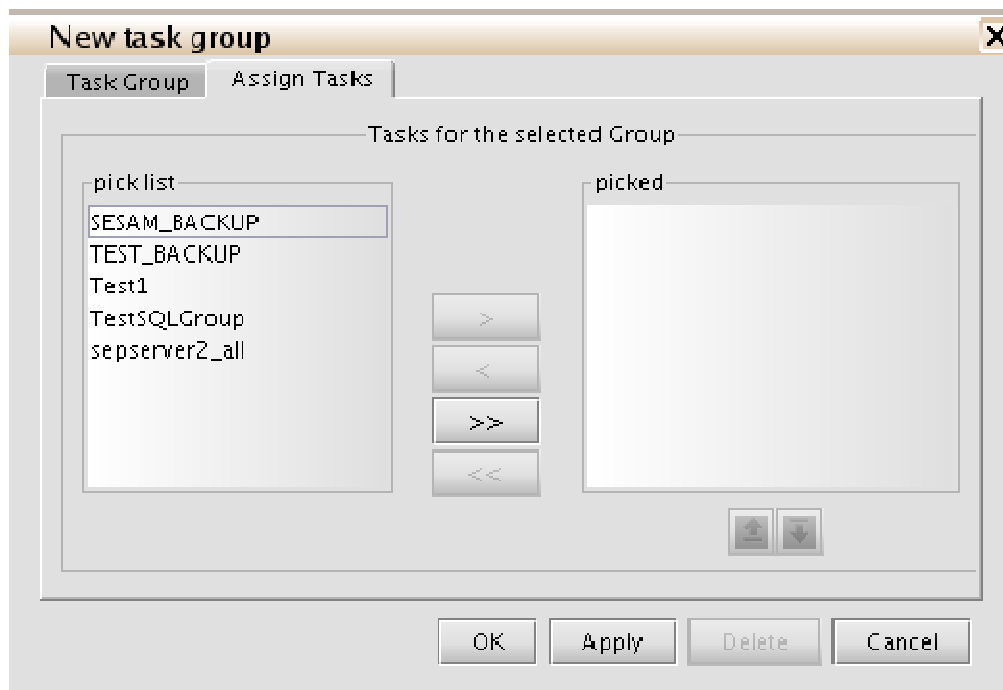 New task group
Task Group
Assign Tasks
Tasks for the selected Group
pick list
picked
SESAM_BACKUP
TEST_BACKUP
Test1
TestSQLGroup
sepserver2_all
>
<
>>
<<
OK
Apply
Delete
Cancel